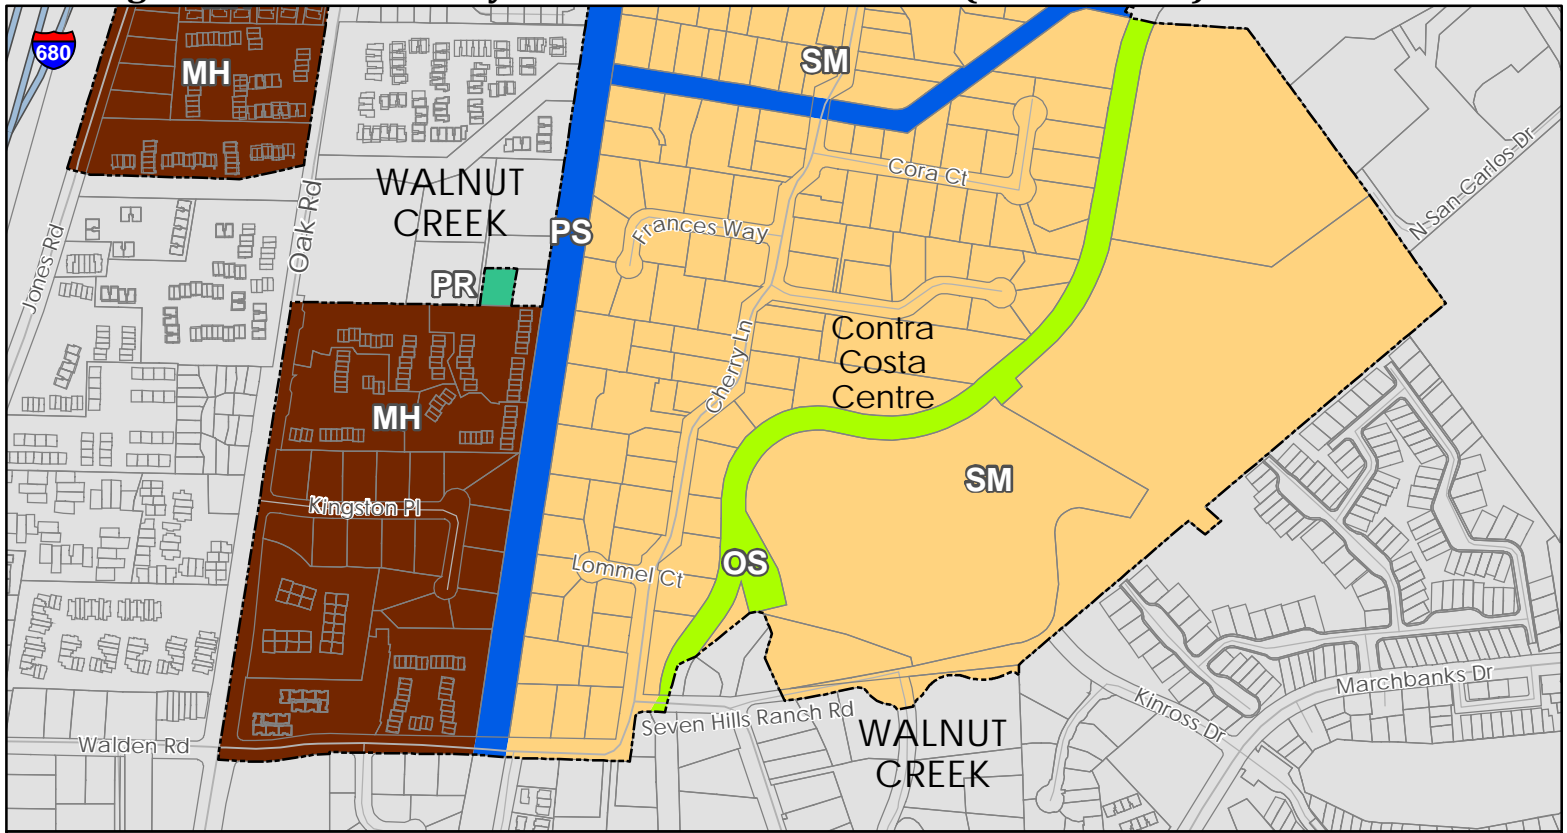 680
MH
SM
Cora Ct
N San Carlos Dr
WALNUT
CREEK
Oak Rd
Jones Rd
Frances Way
PS
PR
Contra
Costa
Centre
Cherry Ln
MH
SM
Kingston Pl
Lommel Ct
OS
Seven Hills Ranch Rd
Marchbanks Dr
Kinross Dr
WALNUT
CREEK
Walden Rd